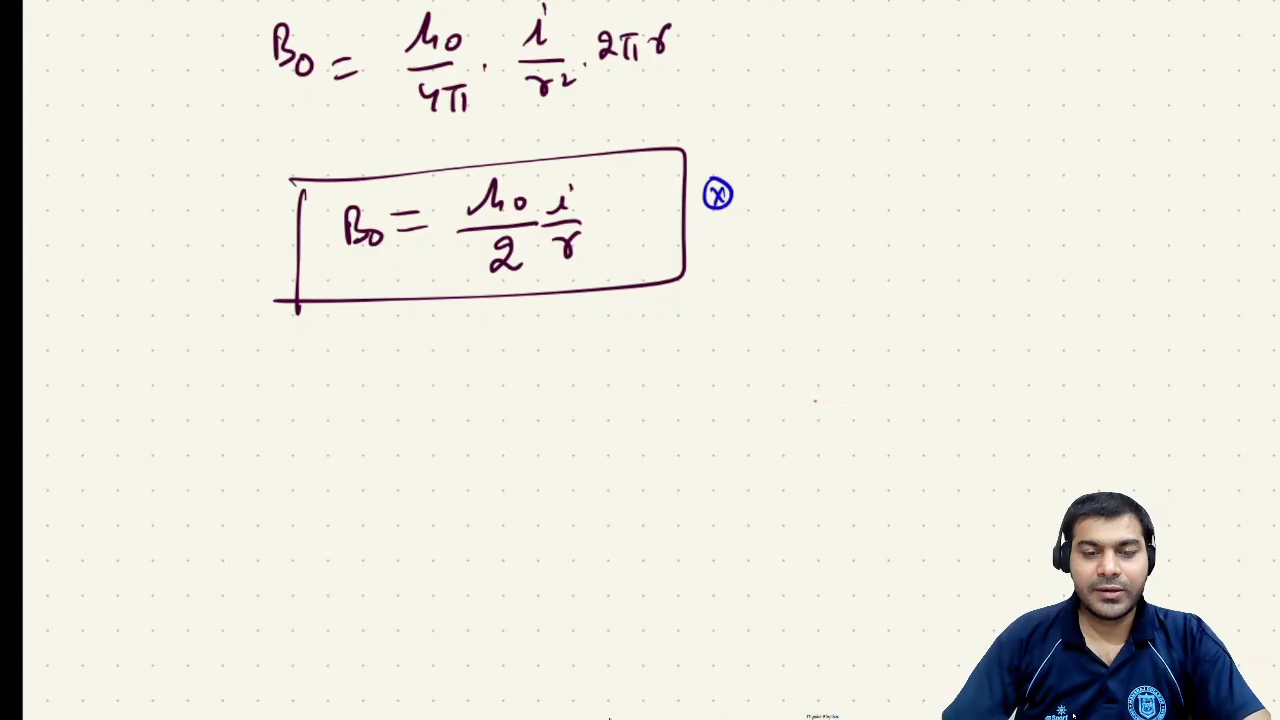 B₀ = μ₀/4π · i/r² · 2πr
B₀ = μ₀/2 i/r ⓧ